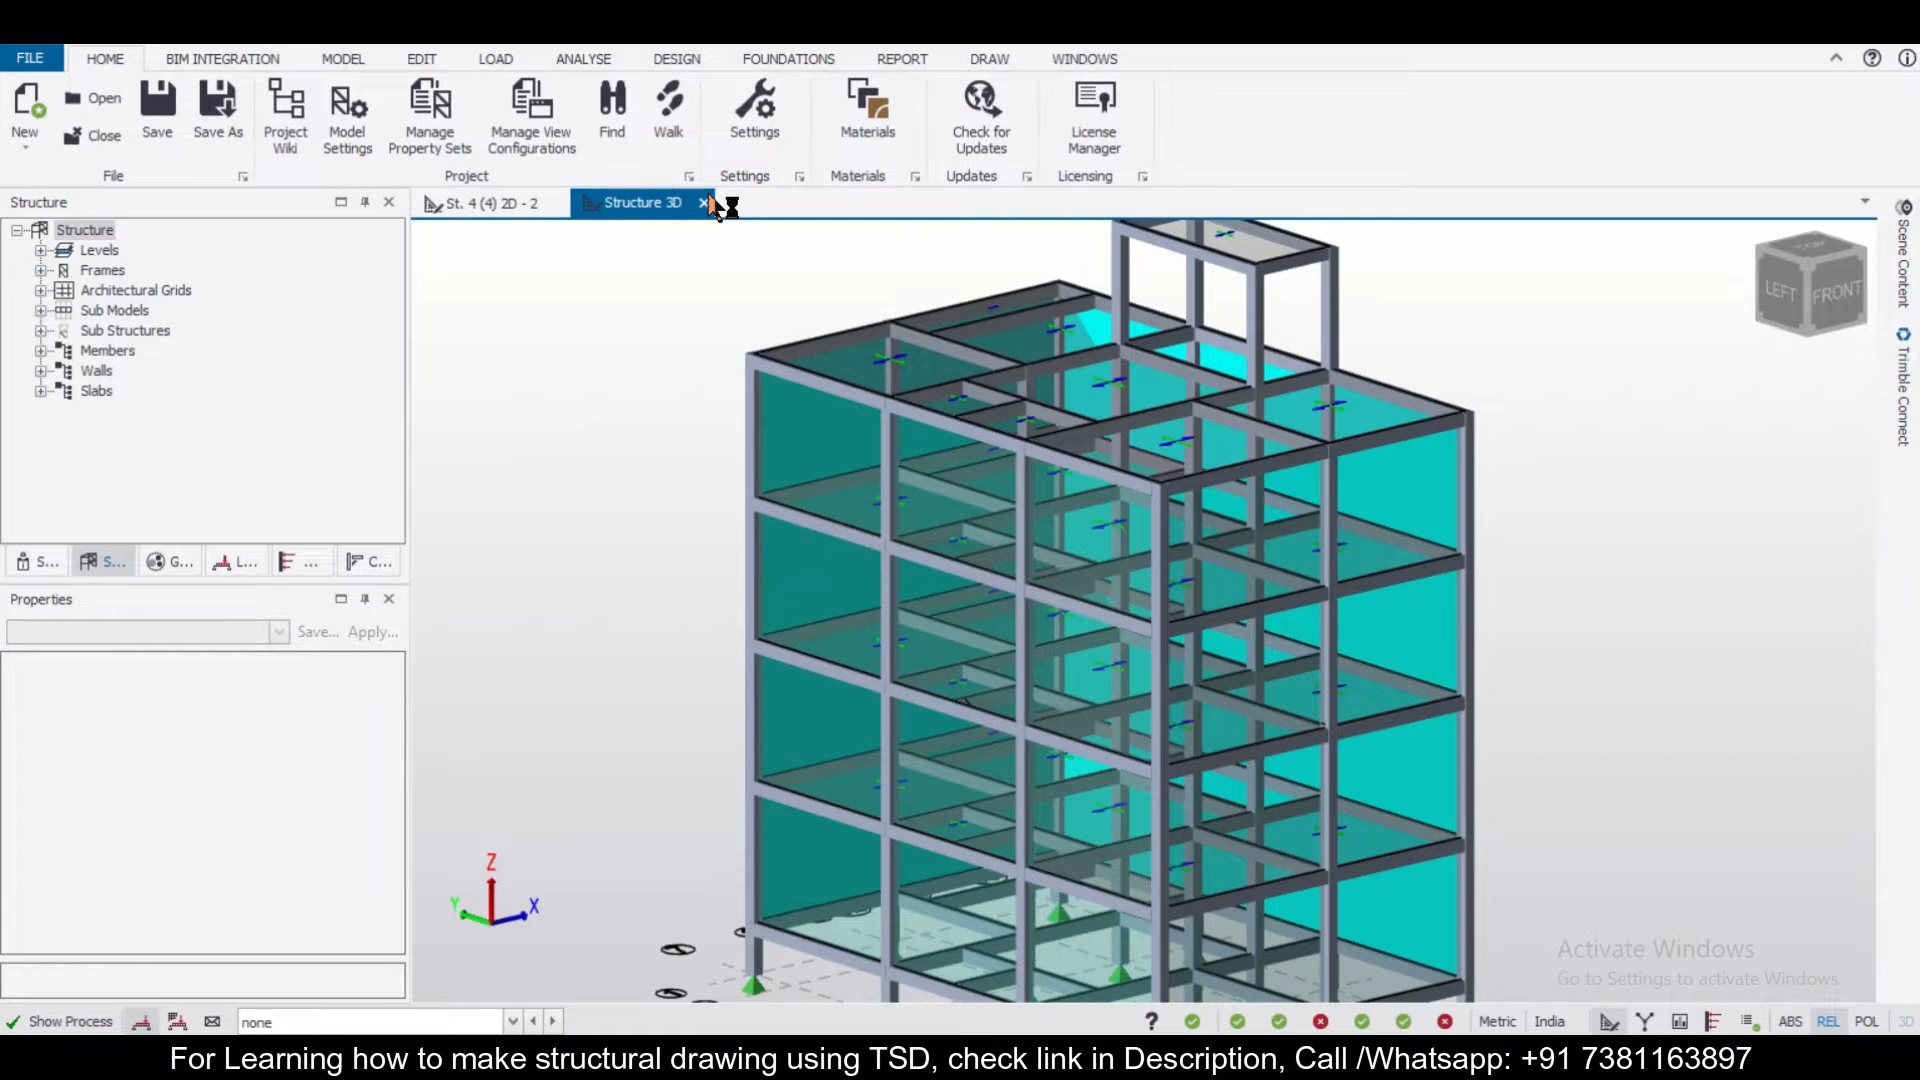 FILE HOME BIM INTEGRATION MODEL EDIT LOAD ANALYSE DESIGN FOUNDATIONS REPORT DRAW WINDOWS
New
Open
Close
Save
Save As
Project
Wiki
Model
Settings
Manage
Property Sets
Manage View
Configurations
Find
Walk
Settings
Materials
Check for
Updates
License
Manager
File Project Settings Materials Updates Licensing
Structure
St. 4 (4) 2D - 2
Structure 3D
Structure
Levels
Frames
Architectural Grids
Sub Models
Sub Structures
Members
Walls
Slabs
S... S... G... L... ... C...
Properties
Save... Apply...
TOP
LEFT
FRONT
Scene Content
Trimble Connect
Z
Y
X
Activate Windows
Go to Settings to activate Windows.
Show Process
none
Metric India ABS REL POL 3D
For Learning how to make structural drawing using TSD, check link in Description, Call /Whatsapp: +91 7381163897